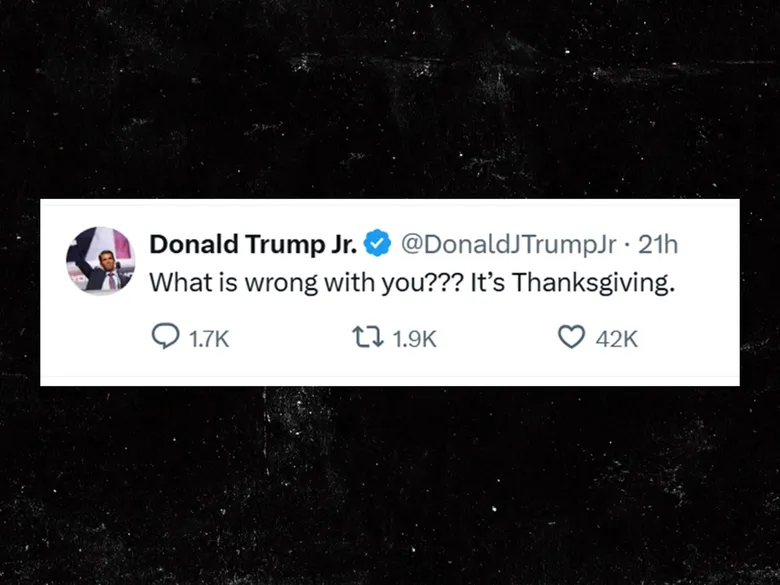 Donald Trump Jr. @DonaldJTrumpJr · 21h
What is wrong with you??? It’s Thanksgiving.
1.7K 1.9K 42K